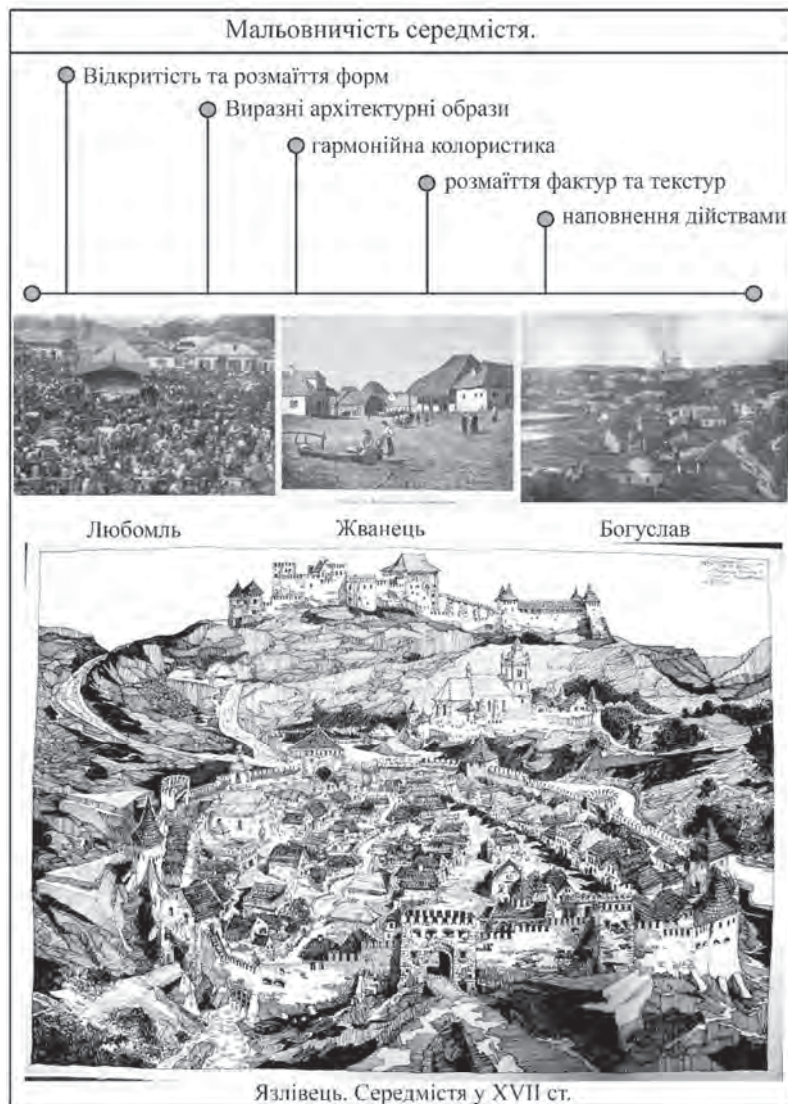 Мальовничість середмістя.
Відкритість та розмаїття форм
Виразні архітектурні образи
гармонійна колористика
розмаїття фактур та текстур
наповнення дійствами
Любомль Жванець Богуслав
Язлівець. Середмістя у XVII ст.